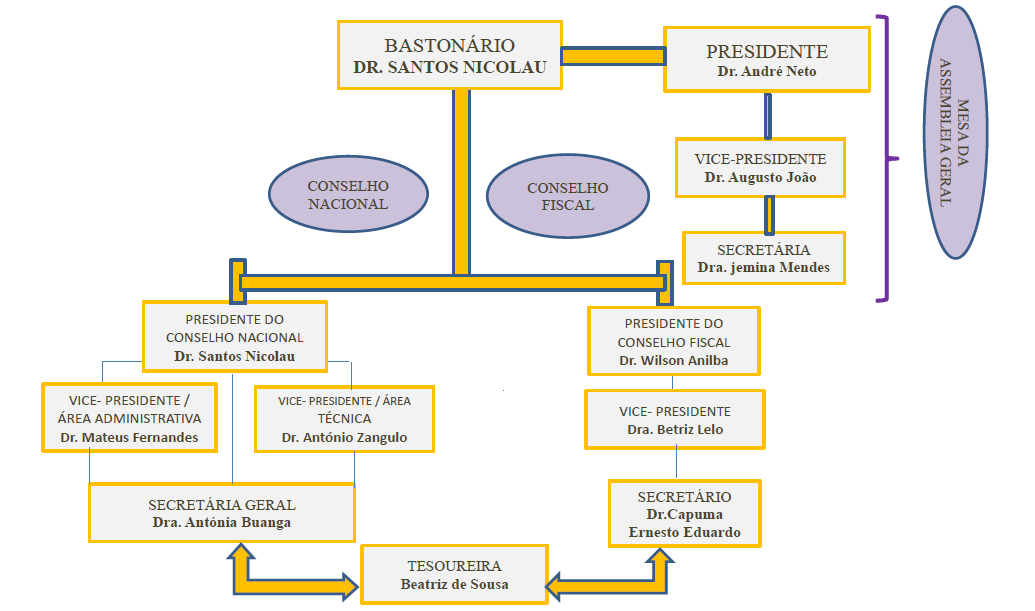 BASTONÁRIO
DR. SANTOS NICOLAU
PRESIDENTE
Dr. André Neto
MESA DA
ASSEMBLEIA GERAL
VICE-PRESIDENTE
Dr. Augusto João
CONSELHO
NACIONAL
CONSELHO
FISCAL
SECRETÁRIA
Dra. jemina Mendes
PRESIDENTE DO
CONSELHO NACIONAL
Dr. Santos Nicolau
PRESIDENTE DO
CONSELHO FISCAL
Dr. Wilson Anilba
VICE- PRESIDENTE /
ÁREA ADMINISTRATIVA
Dr. Mateus Fernandes
VICE- PRESIDENTE / ÁREA
TÉCNICA
Dr. António Zangulo
VICE- PRESIDENTE
Dra. Betriz Lelo
SECRETÁRIA GERAL
Dra. Antónia Buanga
SECRETÁRIO
Dr.Capuma
Ernesto Eduardo
TESOUREIRA
Beatriz de Sousa